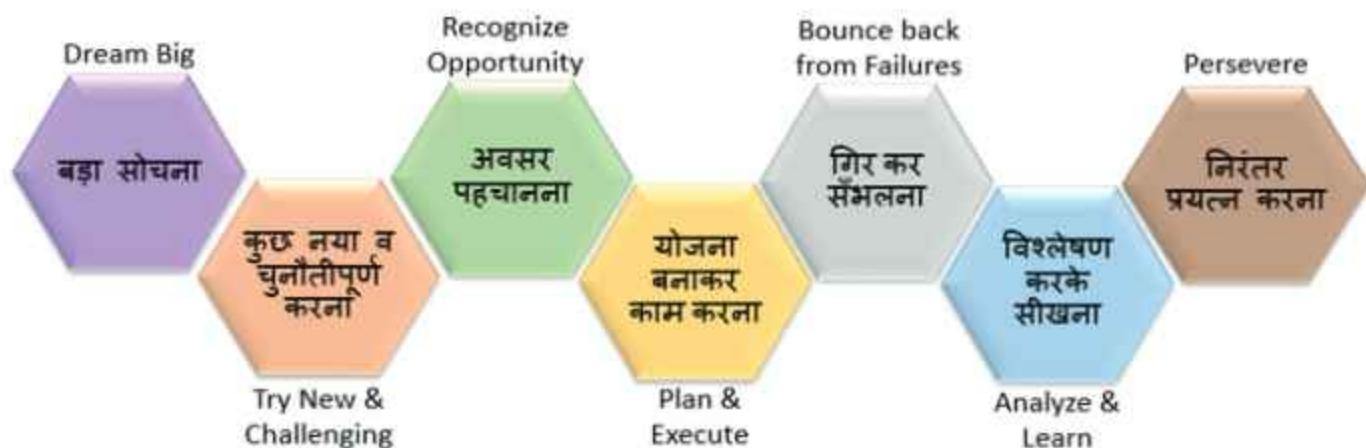 Dream Big
बड़ा सोचना
कुछ नया व
चुनौतीपूर्ण
करना
Try New &
Challenging
Recognize
Opportunity
अवसर
पहचानना
योजना
बनाकर
काम करना
Plan &
Execute
Bounce back
from Failures
गिर कर
सँभलना
विश्लेषण
करके
सीखना
Analyze &
Learn
Persevere
निरंतर
प्रयत्न करना